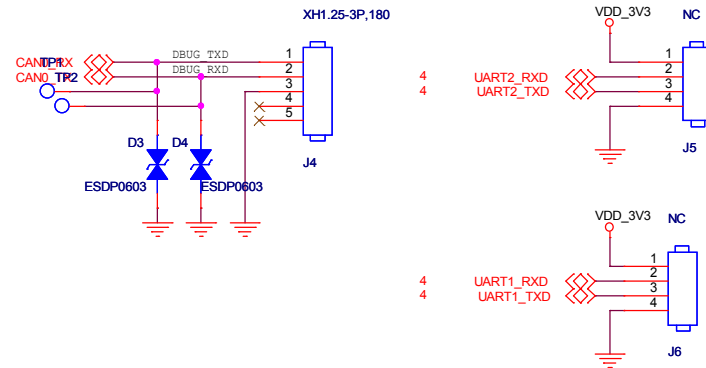 XH1.25-3P,180
VDD_3V3
NC
DBUG_TXD
CAN0_RX
TP1
DBUG_RXD
CAN0_TX
TP2
1
2
3
4
5
J4
D3
D4
ESDP0603
ESDP0603
4
UART2_RXD
4
UART2_TXD
1
2
3
4
J5
VDD_3V3
NC
4
UART1_RXD
4
UART1_TXD
1
2
3
4
J6